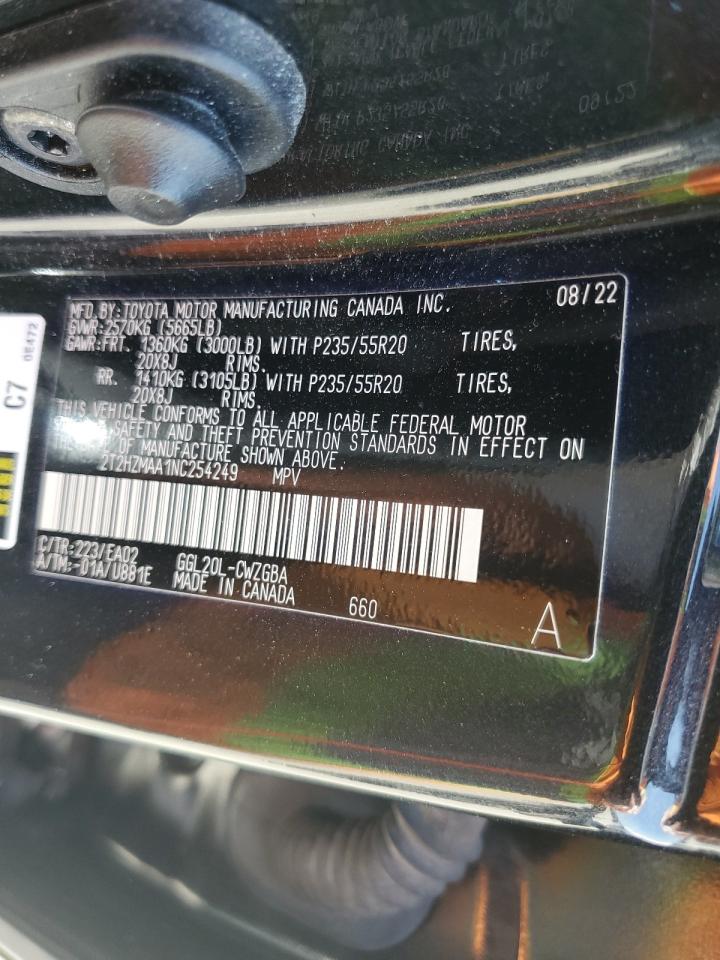 MFD. BY: TOYOTA MOTOR MANUFACTURING CANADA INC. 08/22
GVWR: 2570KG (5665LB)
GAWR: FRT. 1360KG (3000LB) WITH P235/55R20 TIRES,
20X8J RIMS.
RR. 1410KG (3105LB) WITH P235/55R20 TIRES,
20X8J RIMS.
THIS VEHICLE CONFORMS TO ALL APPLICABLE FEDERAL MOTOR
SAFETY AND THEFT PREVENTION STANDARDS IN EFFECT ON
OF MANUFACTURE SHOWN ABOVE.
2T2HZMAA1NC254249 MPV
C/TR: 223/EA02 GGL20L-CWZGBA
A/TM: -01A/U881E MADE IN CANADA
660 A
C7
0E472